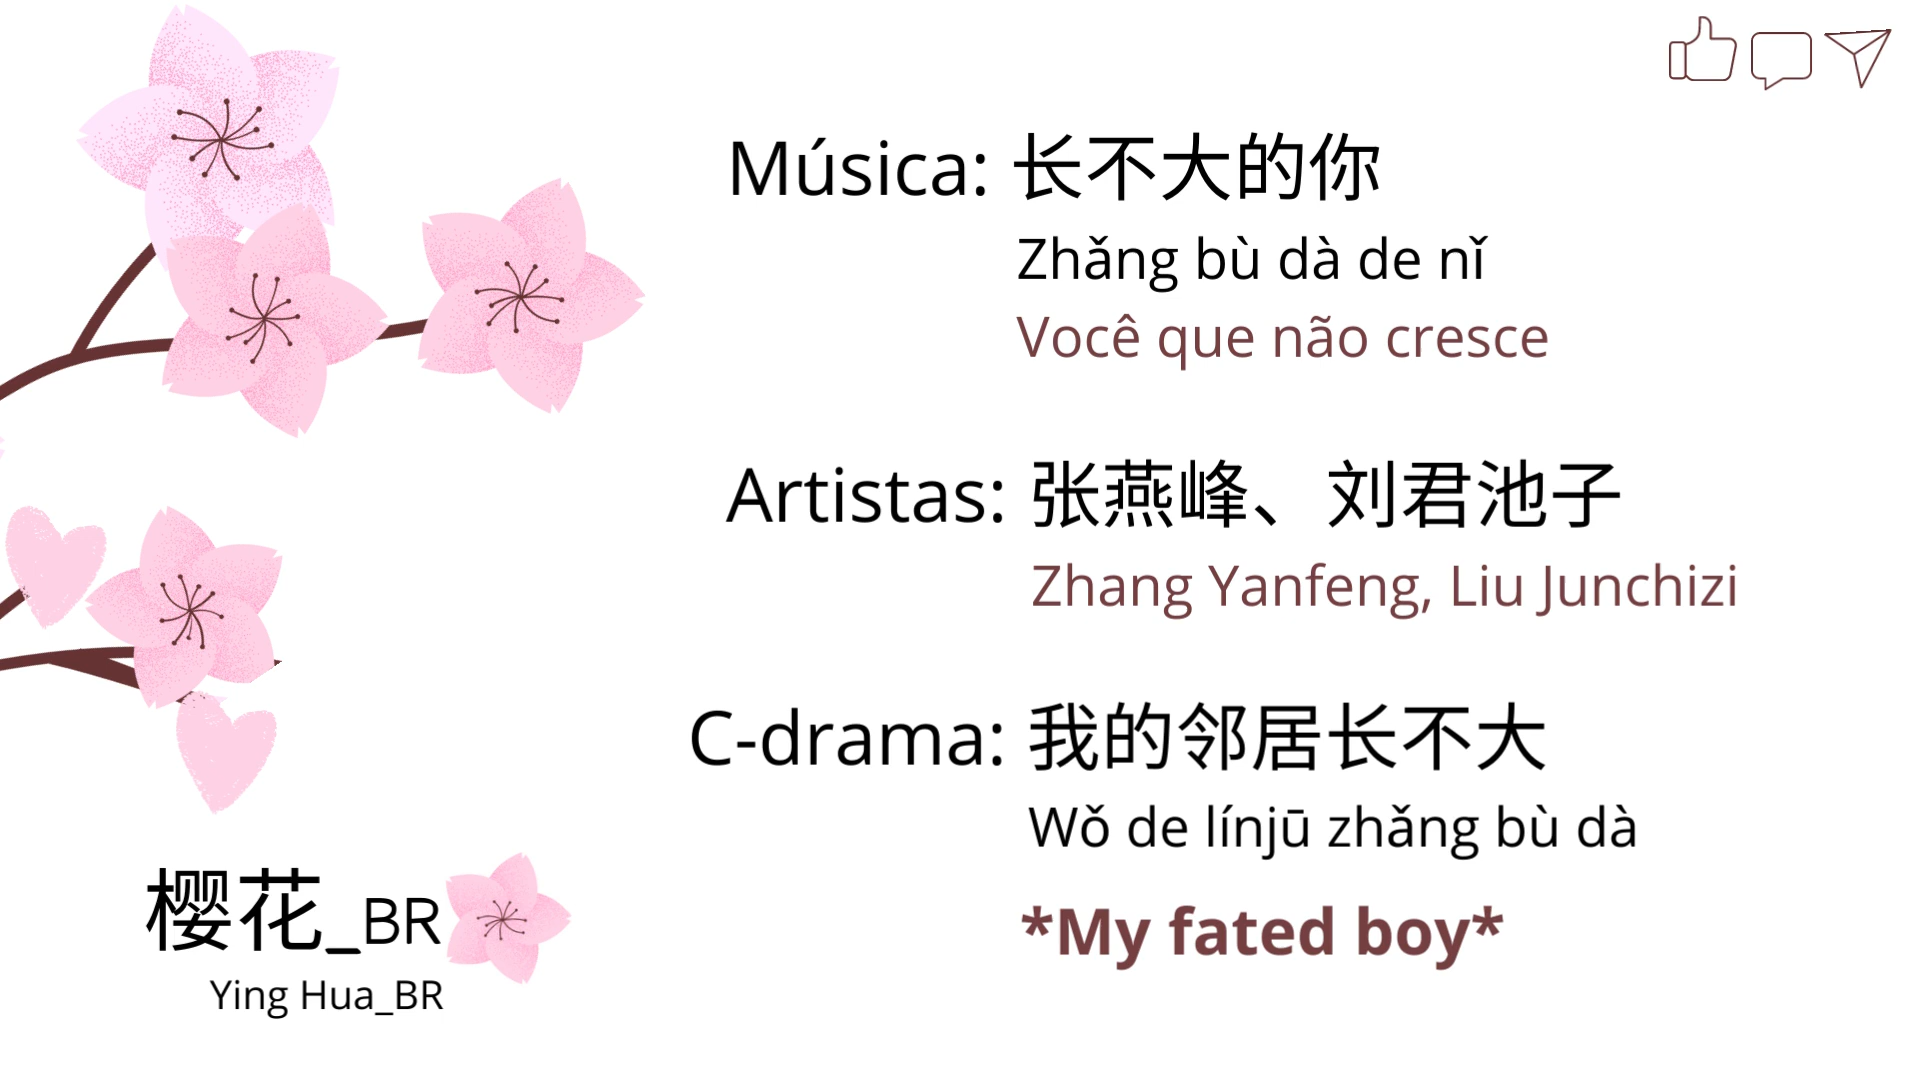 Música: 长不大的你
Zhǎng bù dà de nǐ
Você que não cresce
Artistas: 张燕峰、刘君池子
Zhang Yanfeng, Liu Junchizi
C-drama: 我的邻居长不大
Wǒ de línjū zhǎng bù dà
*My fated boy*
樱花_BR
Ying Hua_BR